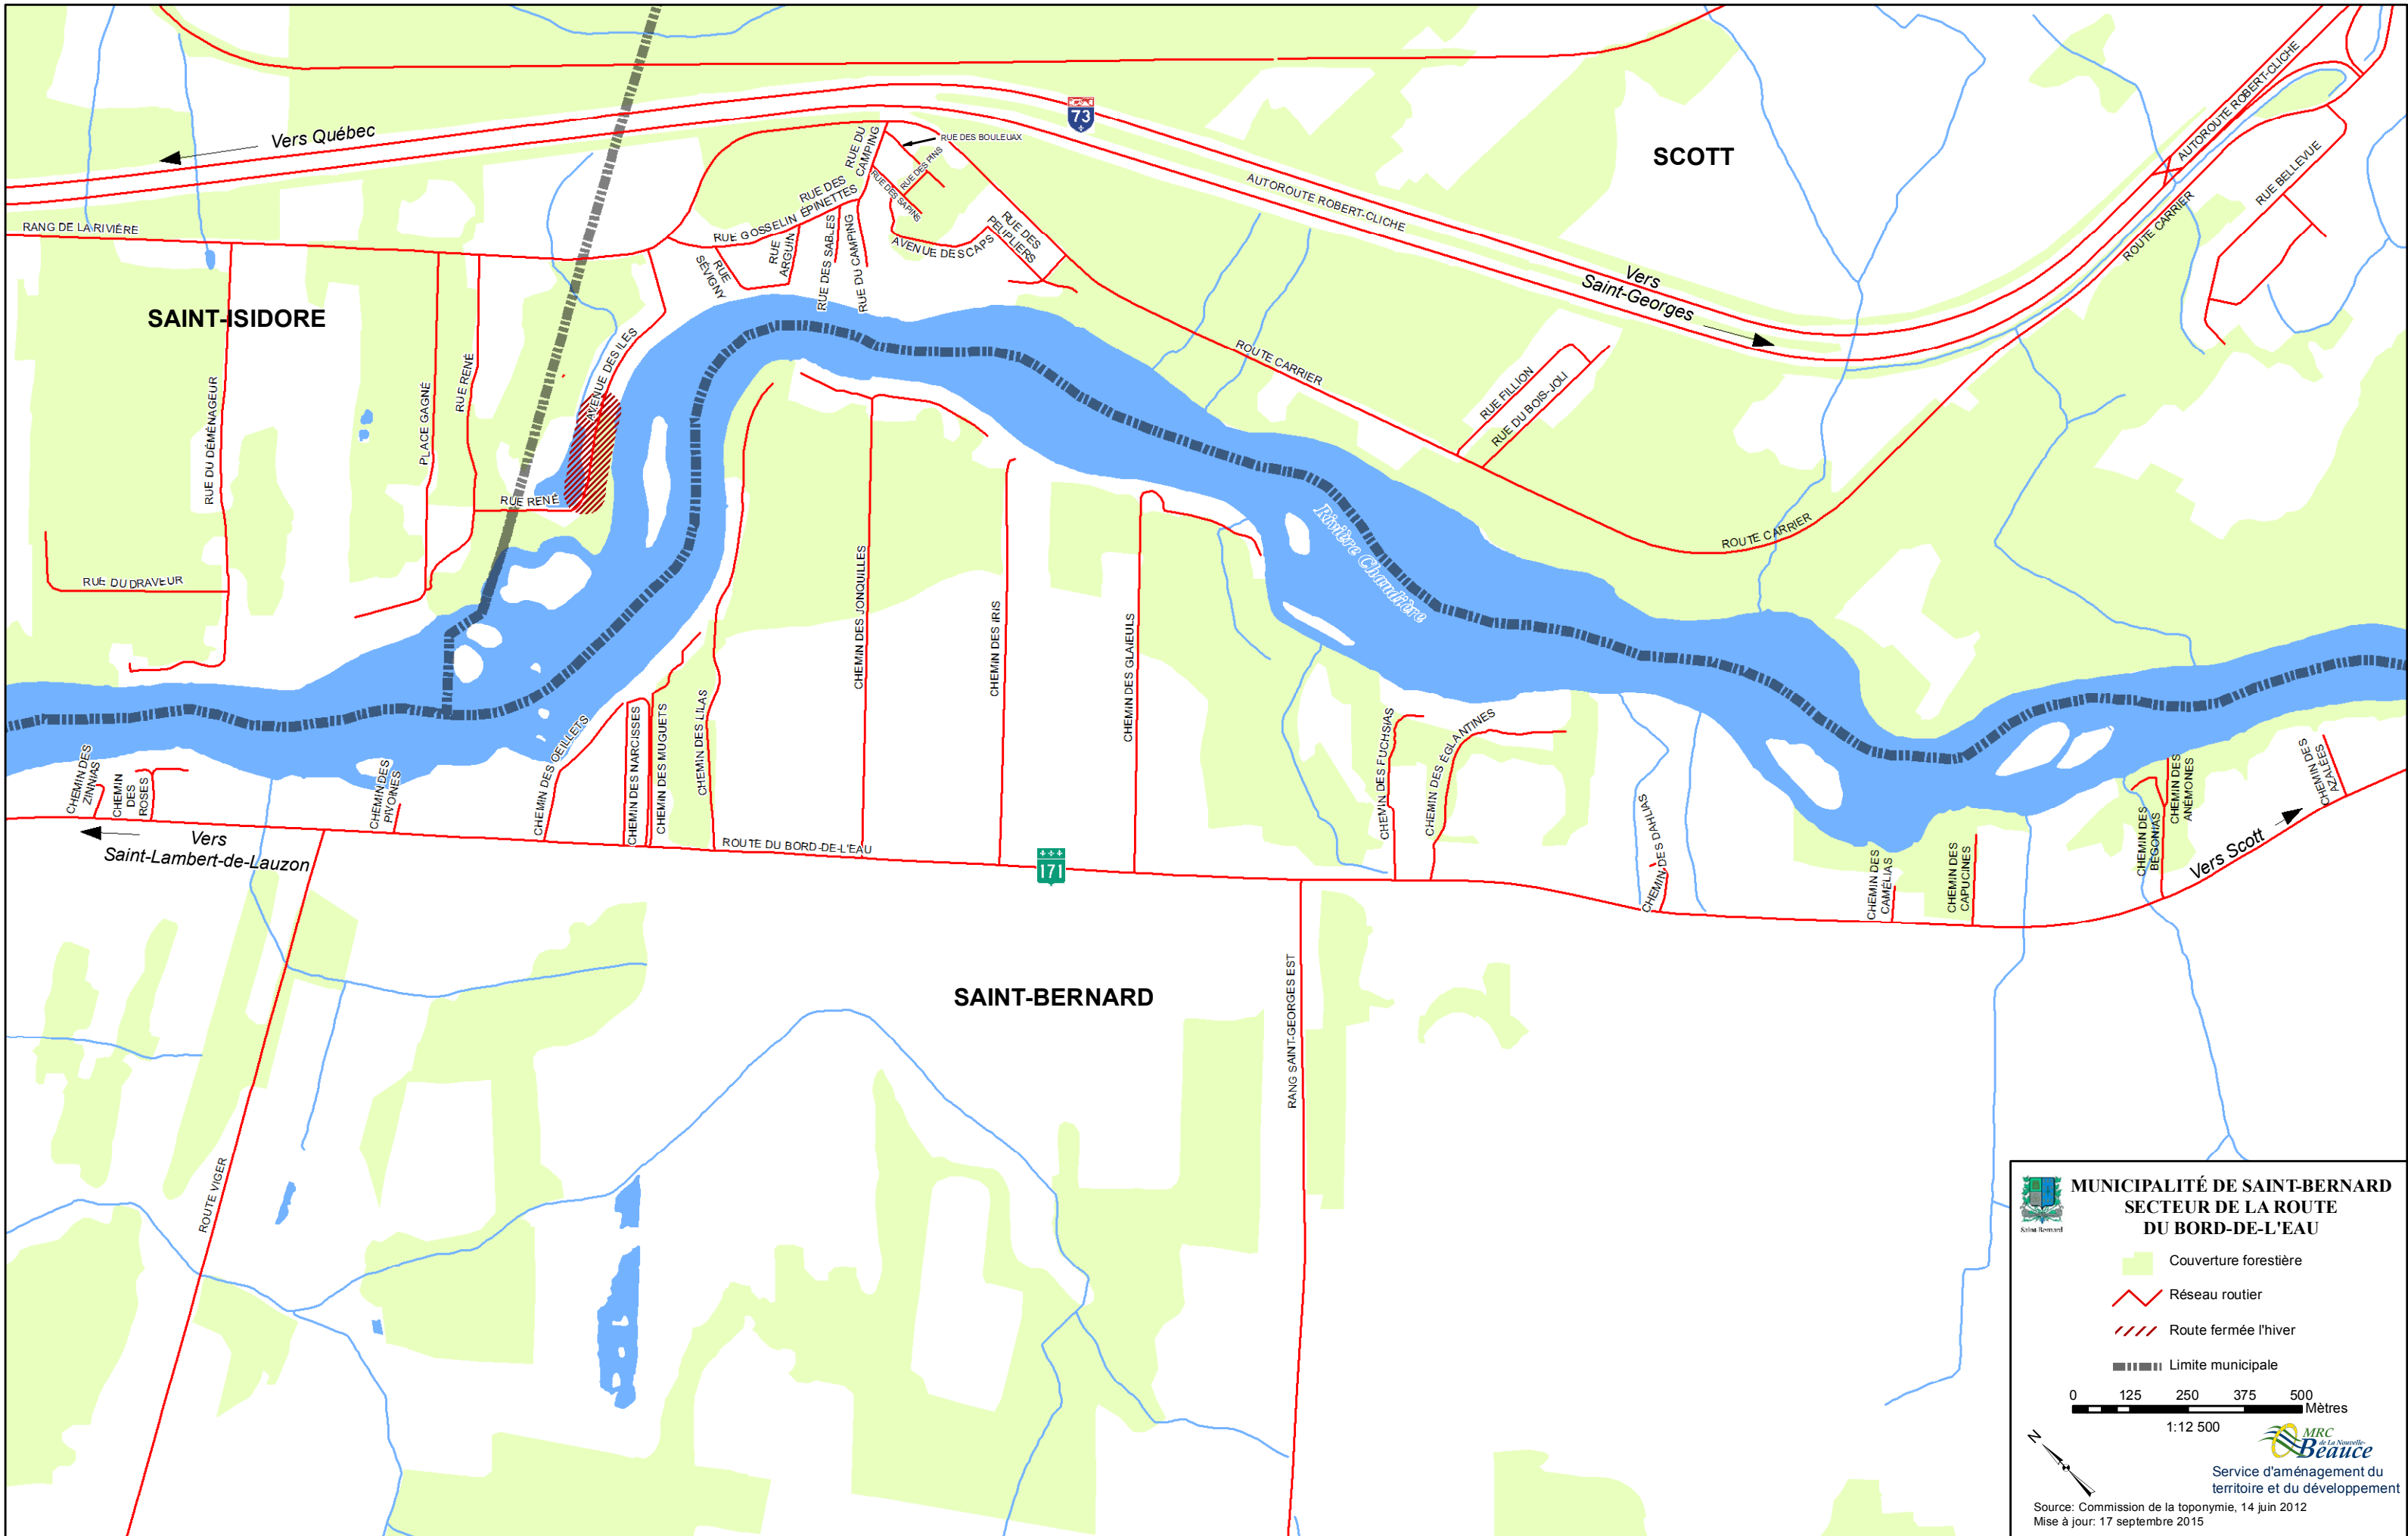 Vers Québec
73
SCOTT
AUTOROUTE ROBERT-CLICHE
RUE BELLEVUE
ROUTE CARRIER
RUE DU
CAMPING
RUE DES BOULEUAX
RUE DES PINS
RUE DES SAPINS
RUE DES
ÉPINETTES
RUE GOSSELIN
RUE
SÉVIGNY
RUE
ARGUIN
RUE DES SABLES
RUE DU CAMPING
AVENUE DES CAPS
RUE DES
PEUPLIERS
AUTOROUTE ROBERT-CLICHE
Vers
Saint-Georges
RANG DE LA RIVIÈRE
SAINT-ISIDORE
RUE DU DÉMÉNAGEUR
PLACE GAGNÉ
RUE RENÉ
AVENUE DES ILES
RUE RENÉ
RUE DU DRAVEUR
ROUTE CARRIER
RUE FILLION
RUE DU BOIS-JOLI
ROUTE CARRIER
Rivière Chaudière
CHEMIN DES
ZINNIAS
CHEMIN
DES
ROSES
CHEMIN DES
PIVOINES
CHEMIN DES OEILLETS
CHEMIN DES NARCISSES
CHEMIN DES MUGUETS
CHEMIN DES LILAS
CHEMIN DES JONQUILLES
CHEMIN DES IRIS
CHEMIN DES GLAIEULS
CHEMIN DES FUCHSIAS
CHEMIN DES ÉGLANTINES
CHEMIN DES DAHLIAS
CHEMIN DES
CAMÉLIAS
CHEMIN DES
CAPUCINES
CHEMIN DES
BÉGONIAS
CHEMIN DES
ANÉMONES
CHEMIN DES
AZALÉES
Vers Scott
Vers
Saint-Lambert-de-Lauzon
ROUTE DU BORD-DE-L'EAU
171
SAINT-BERNARD
RANG SAINT-GEORGES EST
ROUTE VIGER
Saint-Bernard
MUNICIPALITÉ DE SAINT-BERNARD
SECTEUR DE LA ROUTE
DU BORD-DE-L'EAU
Couverture forestière
Réseau routier
Route fermée l'hiver
Limite municipale
0 125 250 375 500
Mètres
1:12 500
N
MRC
de La Nouvelle-
Beauce
Service d'aménagement du
territoire et du développement
Source: Commission de la toponymie, 14 juin 2012
Mise à jour: 17 septembre 2015